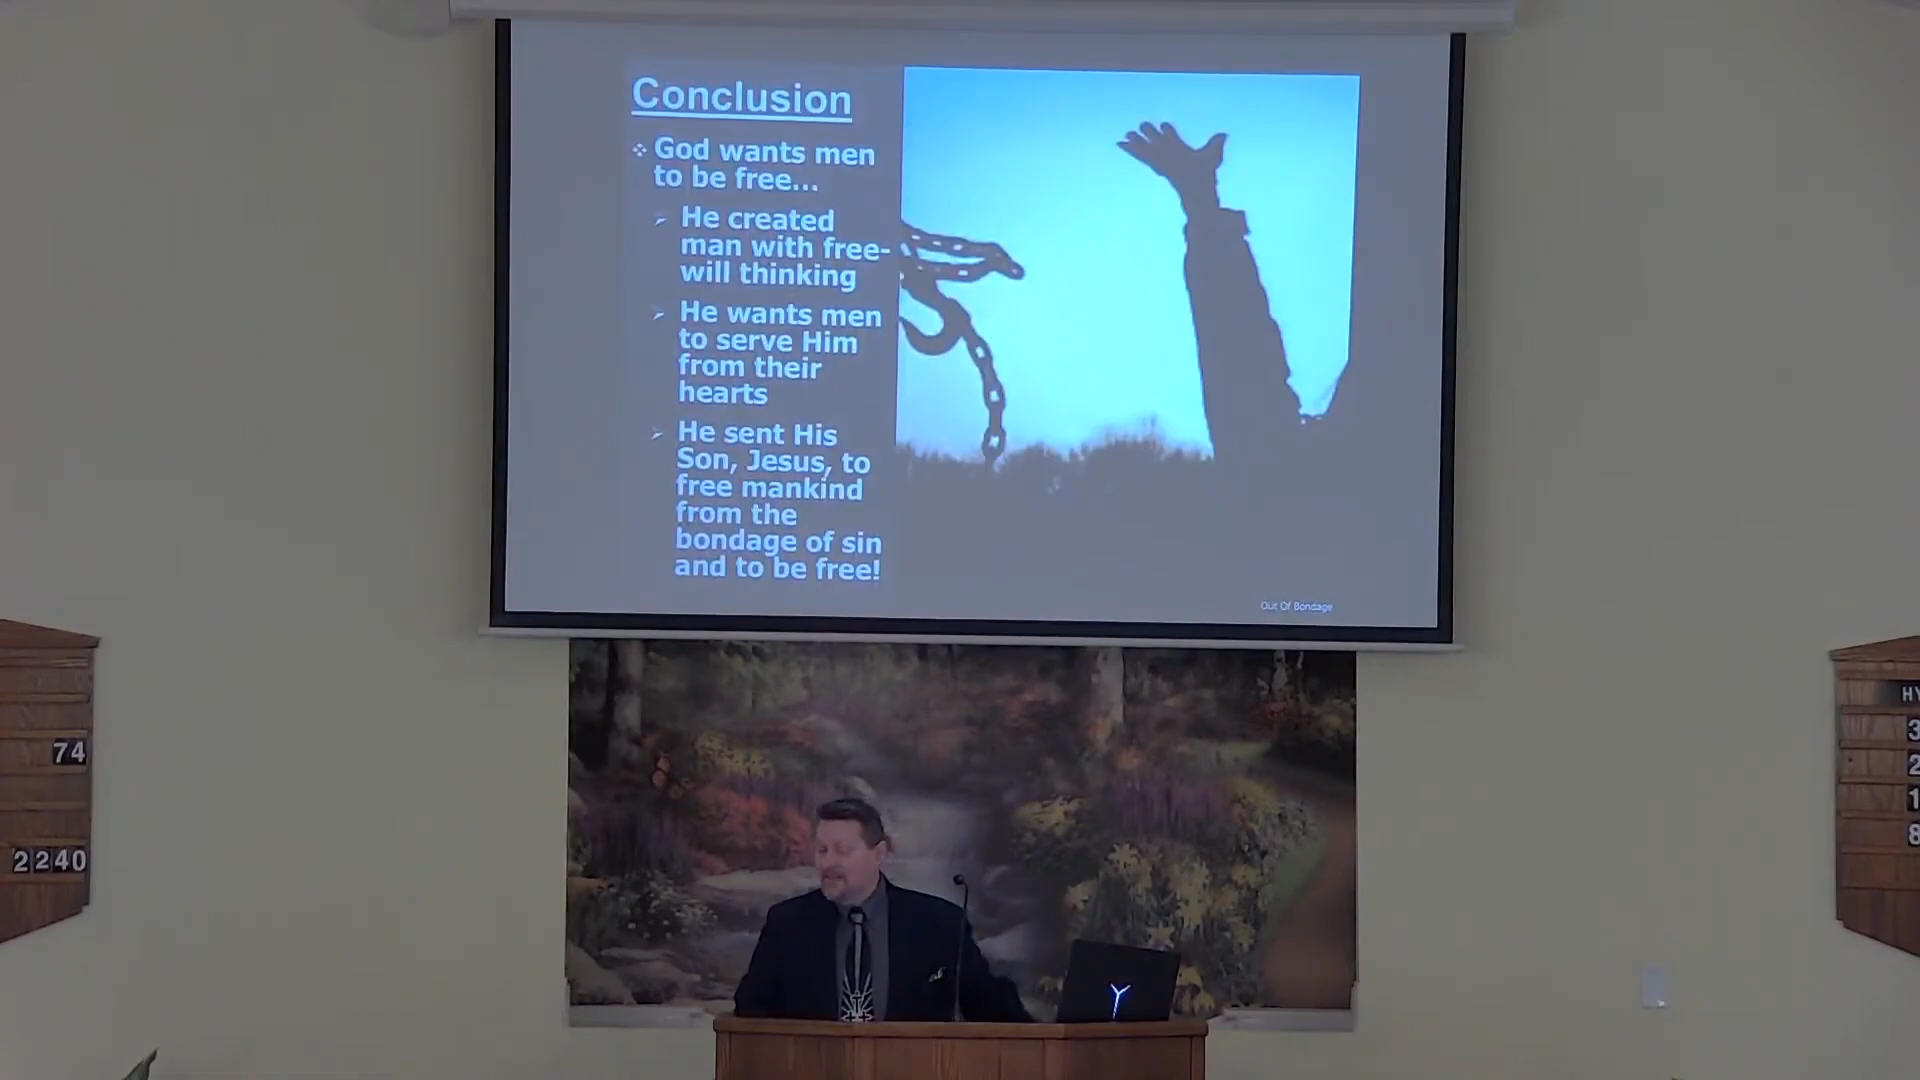 Conclusion
God wants men
to be free...
He created
man with free-
will thinking
He wants men
to serve Him
from their
hearts
He sent His
Son, Jesus, to
free mankind
from the
bondage of sin
and to be free!
Out Of Bondage
74
2240
HY
3
2
1
8